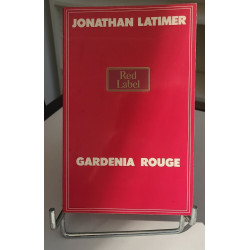 JONATHAN LATIMER
Red
Label
GARDENIA ROUGE